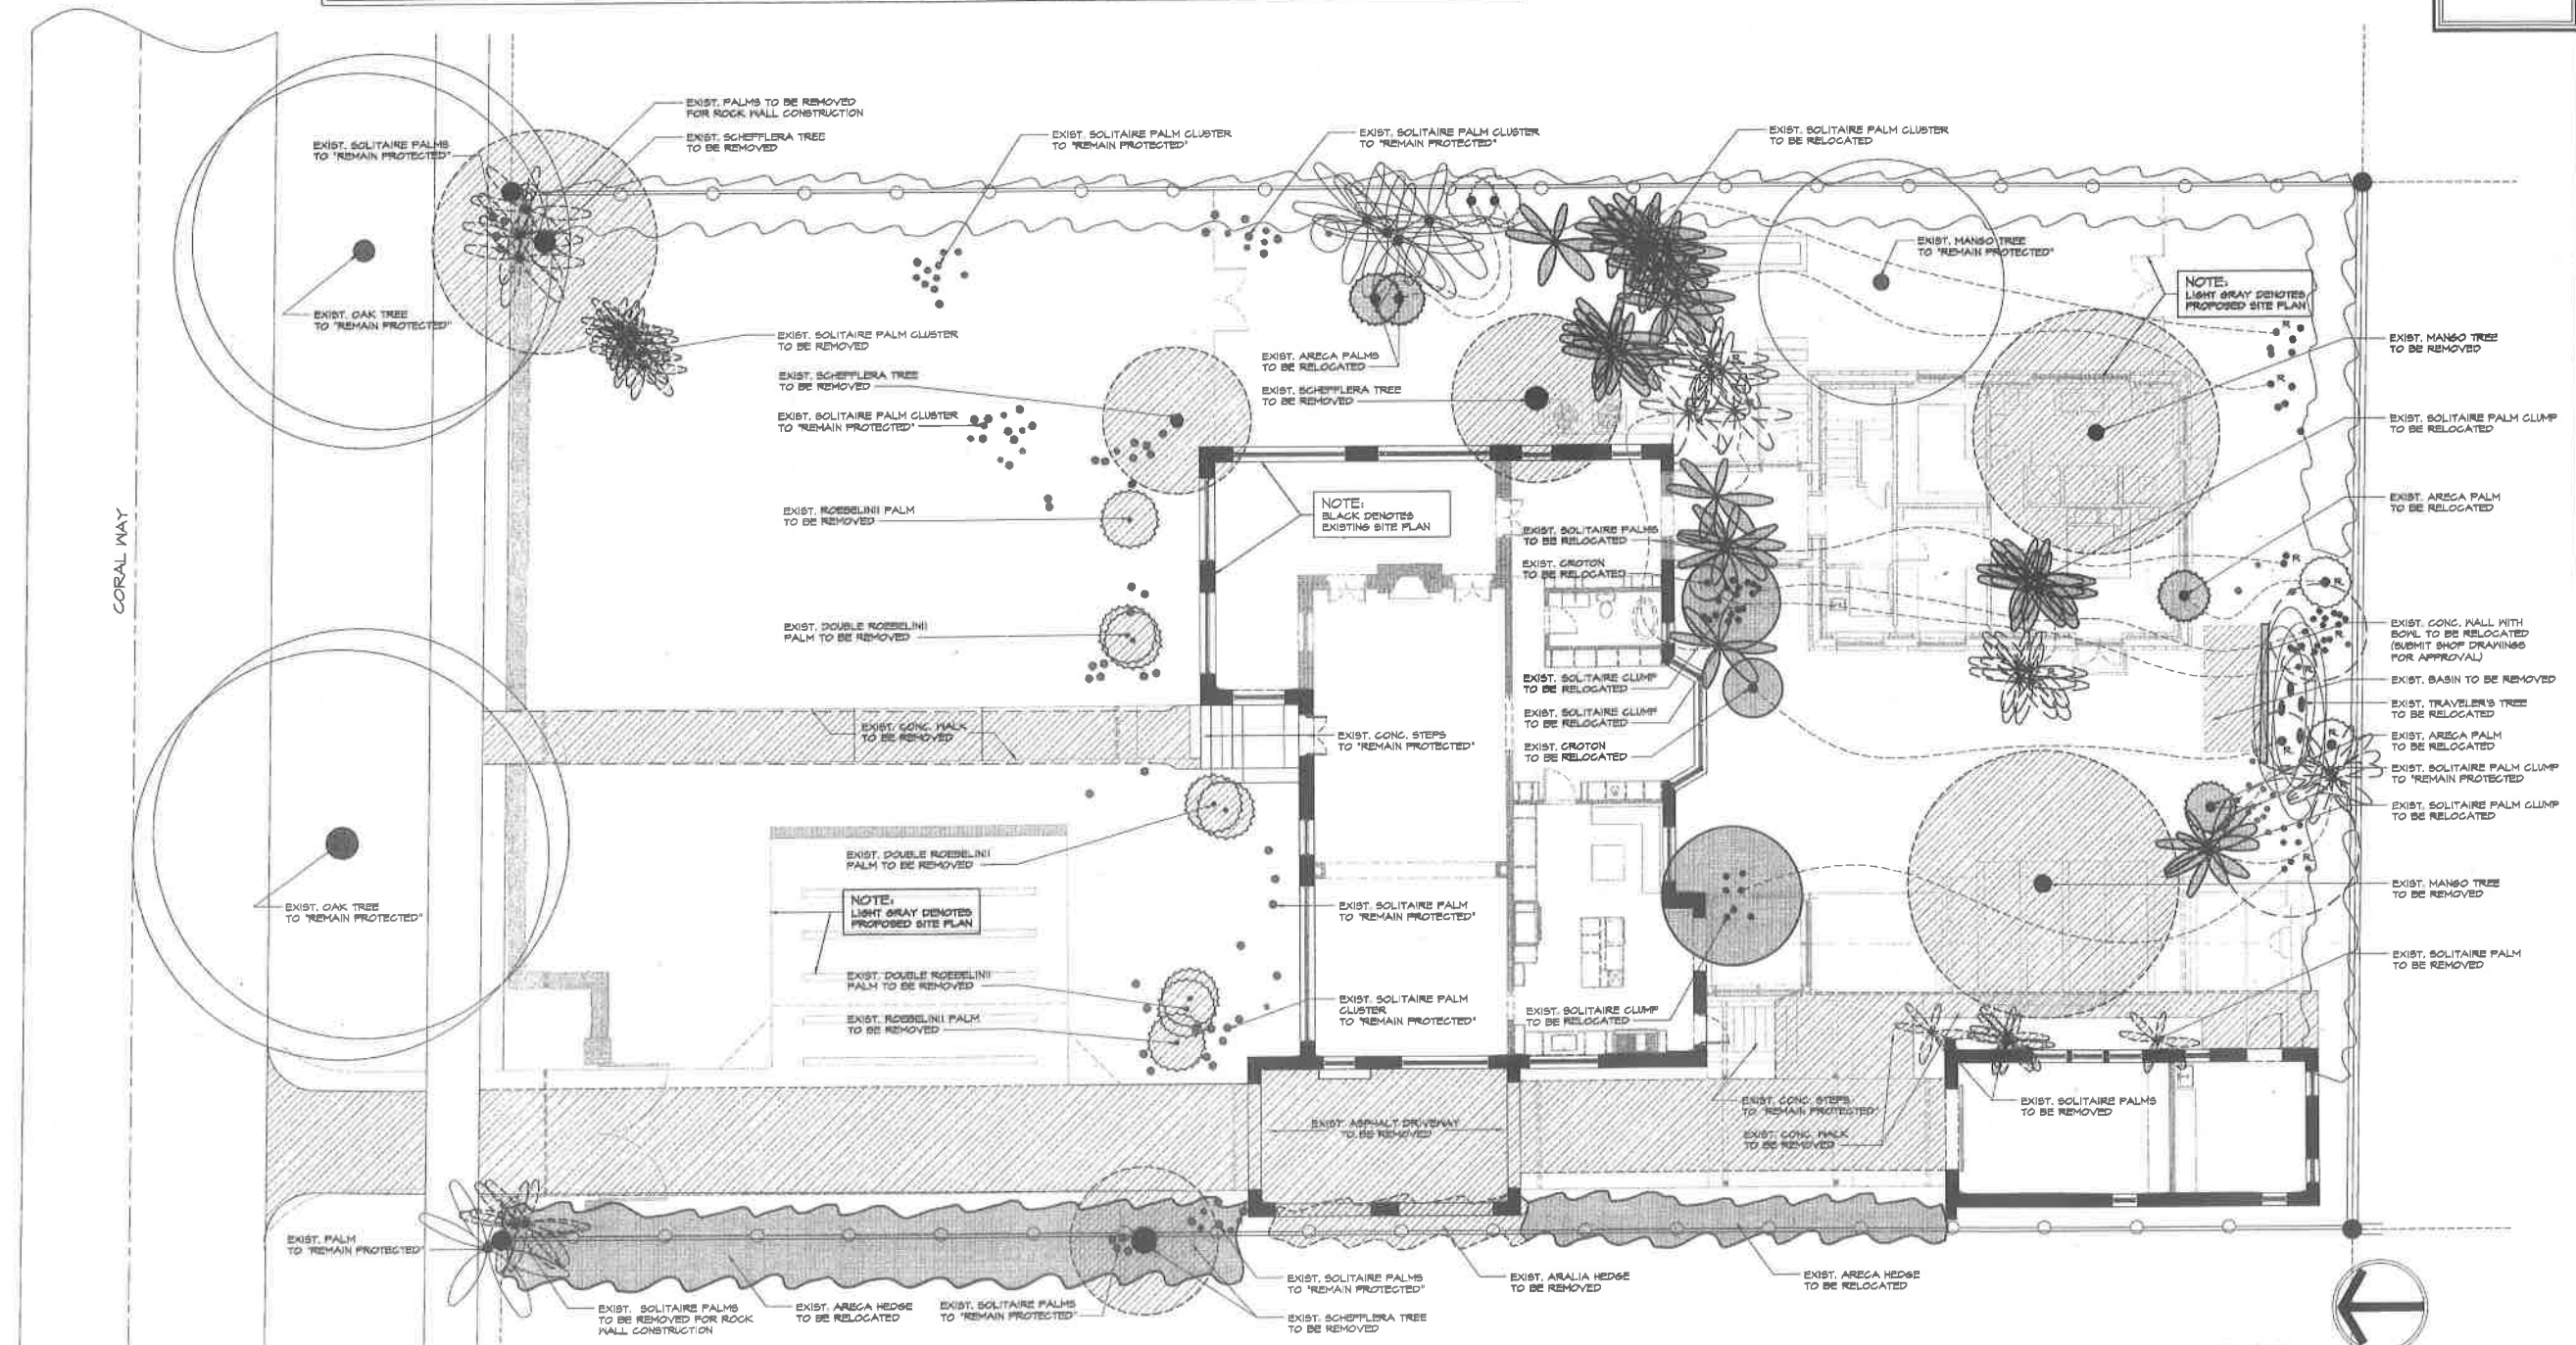 EXIST. PALMS TO BE REMOVED
FOR ROCK WALL CONSTRUCTION
EXIST. SCHEFFLERA TREE
TO BE REMOVED
EXIST. SOLITAIRE PALMS
TO "REMAIN PROTECTED"
EXIST. SOLITAIRE PALM CLUSTER
TO "REMAIN PROTECTED"
EXIST. SOLITAIRE PALM CLUSTER
TO "REMAIN PROTECTED"
EXIST. SOLITAIRE PALM CLUSTER
TO BE RELOCATED
EXIST. MANGO TREE
TO "REMAIN PROTECTED"
NOTE:
LIGHT GRAY DENOTES
PROPOSED SITE PLAN
EXIST. OAK TREE
TO "REMAIN PROTECTED"
EXIST. SOLITAIRE PALM CLUSTER
TO BE REMOVED
EXIST. SCHEFFLERA TREE
TO BE REMOVED
EXIST. SOLITAIRE PALM CLUSTER
TO "REMAIN PROTECTED"
EXIST. ARECA PALMS
TO BE RELOCATED
EXIST. SCHEFFLERA TREE
TO BE REMOVED
R
R
R
EXIST. MANGO TREE
TO BE REMOVED
EXIST. SOLITAIRE PALM CLUMP
TO BE RELOCATED
EXIST. ARECA PALM
TO BE RELOCATED
CORAL WAY
EXIST. ROEBELINII PALM
TO BE REMOVED
NOTE:
BLACK DENOTES
EXISTING SITE PLAN
EXIST. SOLITAIRE PALMS
TO BE RELOCATED
EXIST. CROTON
TO BE RELOCATED
R
R
EXIST. DOUBLE ROEBELINII
PALM TO BE REMOVED
R
R
R
EXIST. CONC. WALL WITH
BOWL TO BE RELOCATED
(SUBMIT SHOP DRAWINGS
FOR APPROVAL)
EXIST. BASIN TO BE REMOVED
EXIST. TRAVELER'S TREE
TO BE RELOCATED
EXIST. ARECA PALM
TO BE RELOCATED
EXIST. SOLITAIRE PALM CLUMP
TO "REMAIN PROTECTED
EXIST. SOLITAIRE PALM CLUMP
TO BE RELOCATED
EXIST. SOLITAIRE CLUMP
TO BE RELOCATED
EXIST. SOLITAIRE CLUMP
TO BE RELOCATED
EXIST. CROTON
TO BE RELOCATED
R
R
R
EXIST. CONC. WALK
TO BE REMOVED
EXIST. CONC. STEPS
TO "REMAIN PROTECTED"
EXIST. DOUBLE ROEBELINII
PALM TO BE REMOVED
NOTE:
LIGHT GRAY DENOTES
PROPOSED SITE PLAN
EXIST. OAK TREE
TO "REMAIN PROTECTED"
EXIST. SOLITAIRE PALM
TO "REMAIN PROTECTED"
EXIST. MANGO TREE
TO BE REMOVED
EXIST. SOLITAIRE PALM
TO BE REMOVED
EXIST. DOUBLE ROEBELINII
PALM TO BE REMOVED
EXIST. ROEBELINII PALM
TO BE REMOVED
EXIST. SOLITAIRE PALM
CLUSTER
TO "REMAIN PROTECTED"
EXIST. SOLITAIRE CLUMP
TO BE RELOCATED
EXIST. ASPHALT DRIVEWAY
TO BE REMOVED
EXIST. CONC. STEPS
TO "REMAIN PROTECTED"
EXIST. CONC. WALK
TO BE REMOVED
EXIST. SOLITAIRE PALMS
TO BE REMOVED
EXIST. PALM
TO "REMAIN PROTECTED"
EXIST. SOLITAIRE PALMS
TO BE REMOVED FOR ROCK
WALL CONSTRUCTION
EXIST. ARECA HEDGE
TO BE RELOCATED
EXIST. SOLITAIRE PALMS
TO "REMAIN PROTECTED"
EXIST. SOLITAIRE PALMS
TO "REMAIN PROTECTED"
EXIST. SCHEFFLERA TREE
TO BE REMOVED
EXIST. ARALIA HEDGE
TO BE REMOVED
EXIST. ARECA HEDGE
TO BE RELOCATED